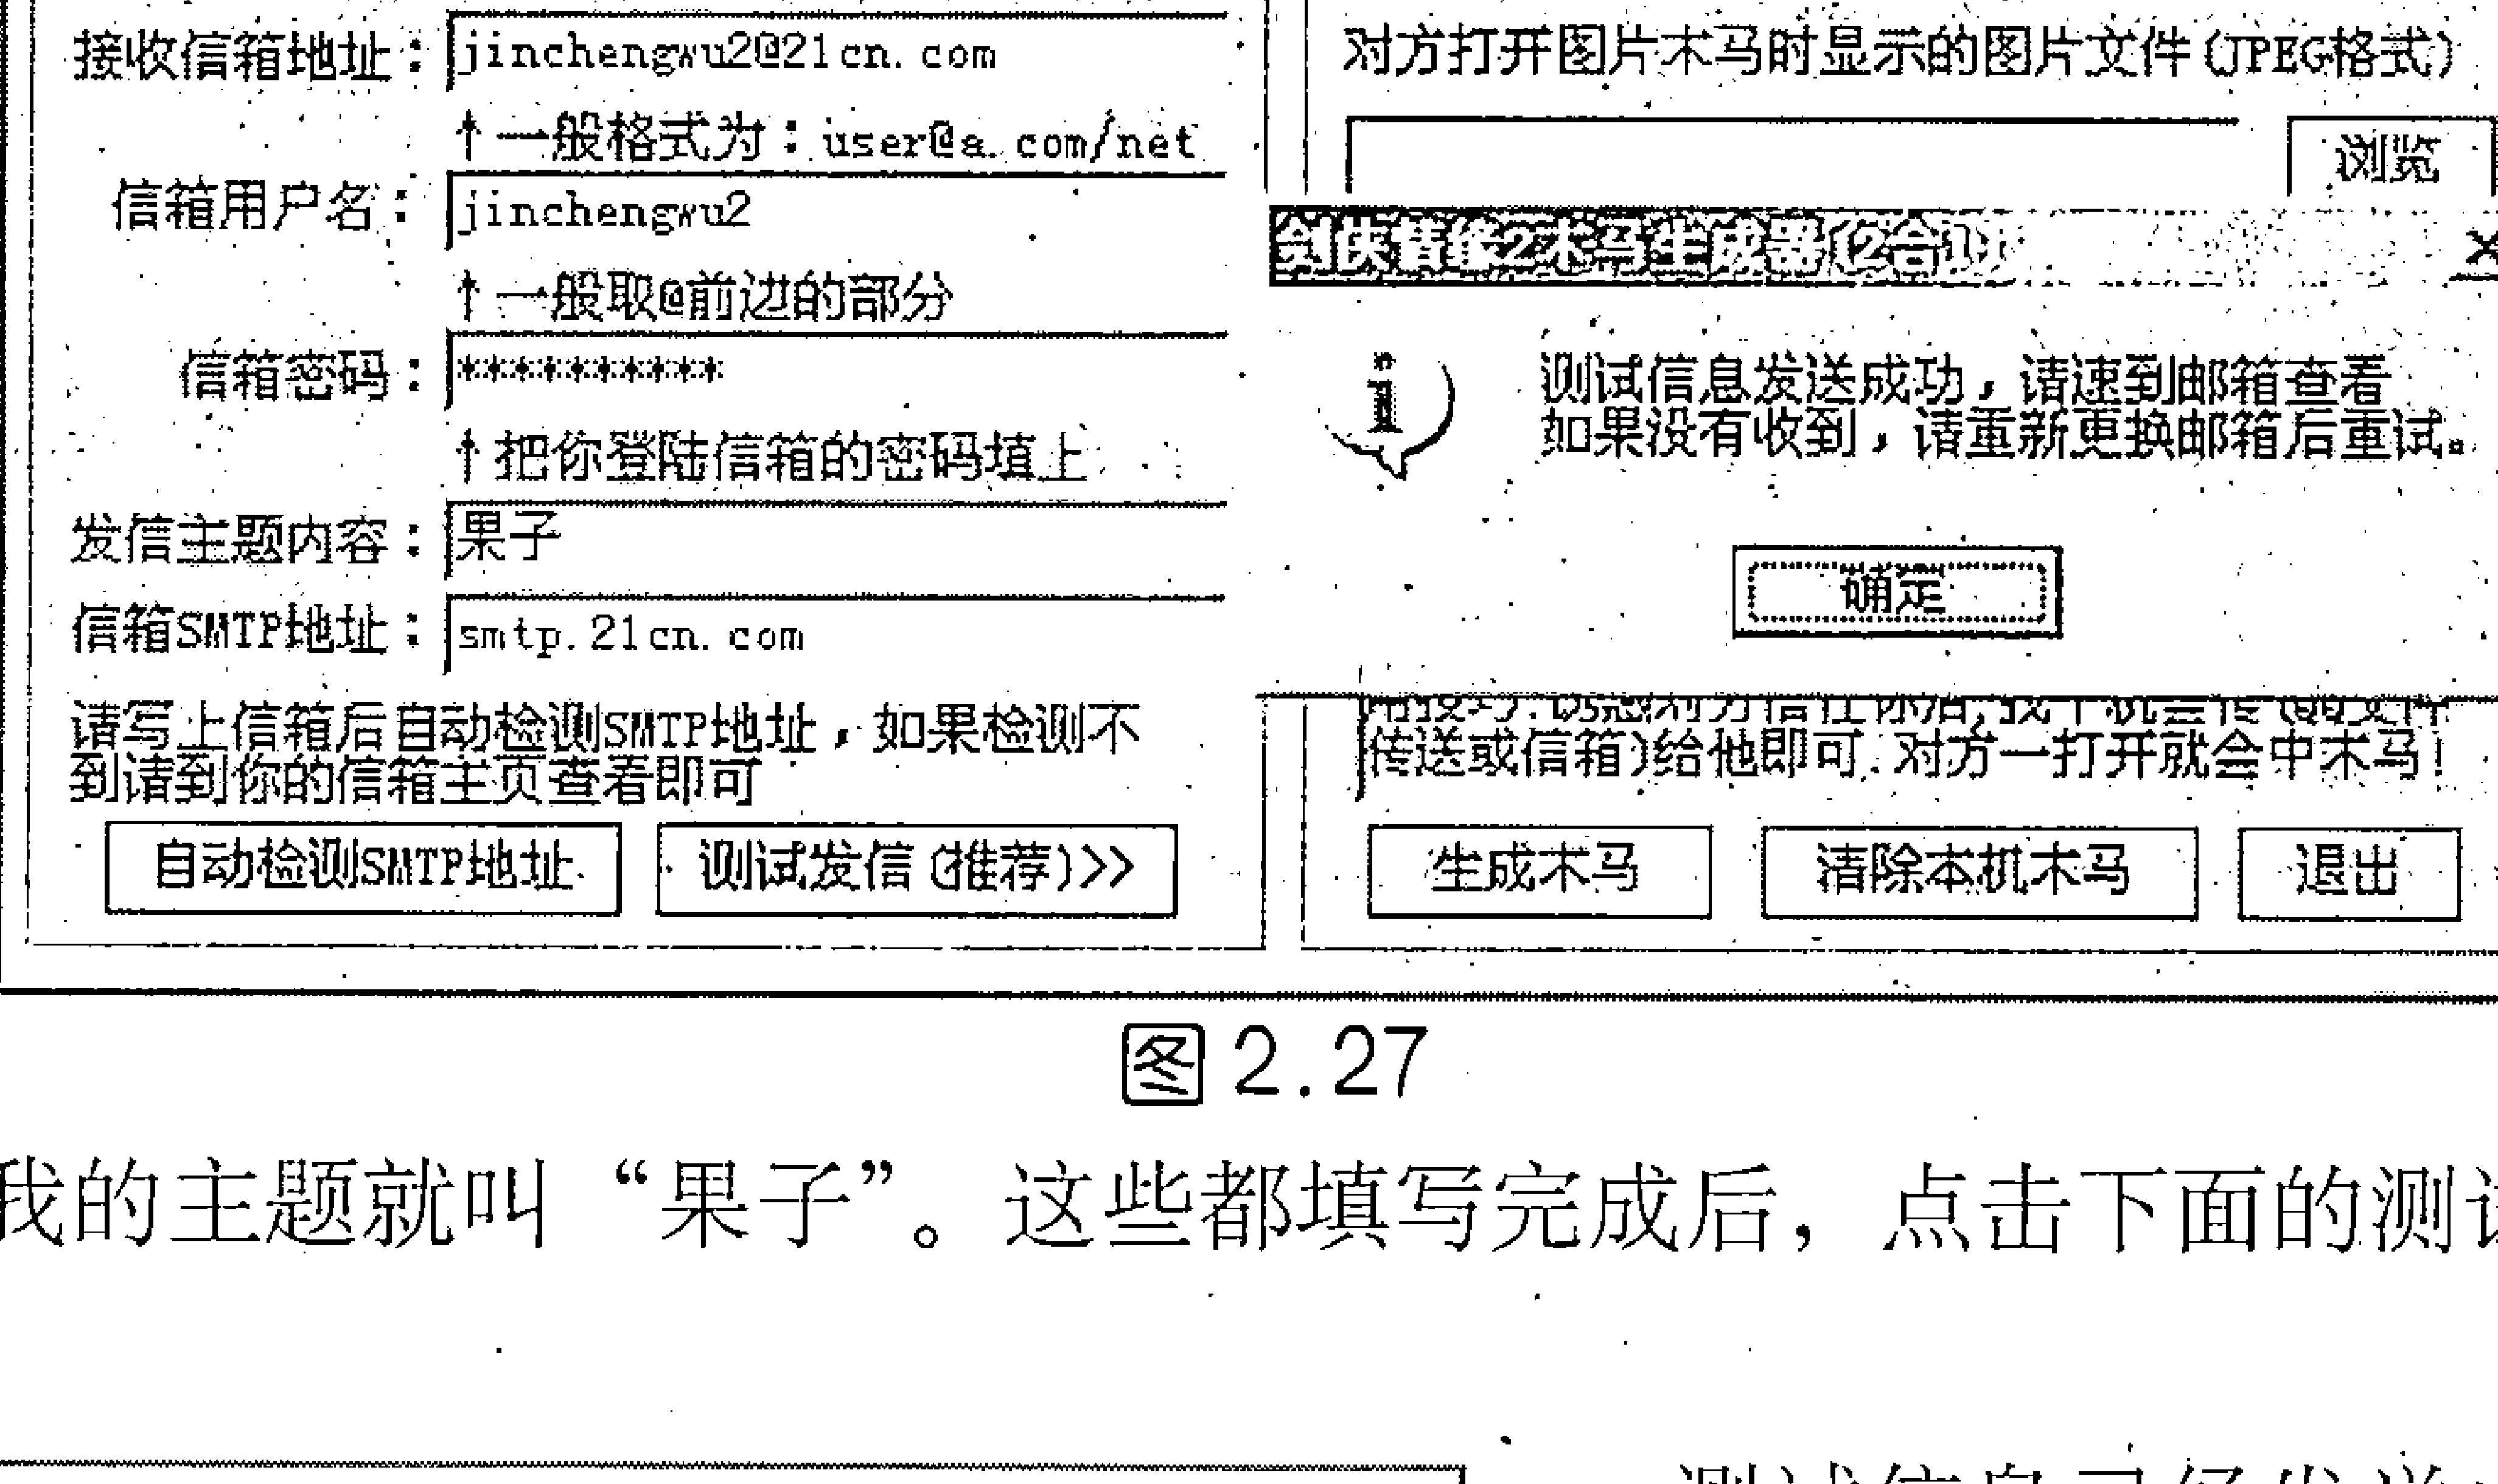 接收信箱地址：jinchengwu2@21cn.com
↑一般格式为：user@a.com/net
信箱用户名：jinchengwu2
↑一般取@前边的部分
信箱密码：**********
↑把你登陆信箱的密码填上
发信主题内容：果子
信箱SMTP地址：smtp.21cn.com
请写上信箱后自动检测SMTP地址，如果检测不
到请到你的信箱主页查看即可
自动检测SMTP地址 测试发信(推荐)>>
对方打开图片木马时显示的图片文件(JPEG格式)
浏览
木马生成器(2合1)
测试信息发送成功，请速到邮箱查看
如果没有收到，请重新更换邮箱后重试。
确定
传送或信箱)给他即可.对方一打开就会中木马!
生成木马 清除本机木马 退出
图2.27
我的主题就叫“果子”。这些都填写完成后，点击下面的测